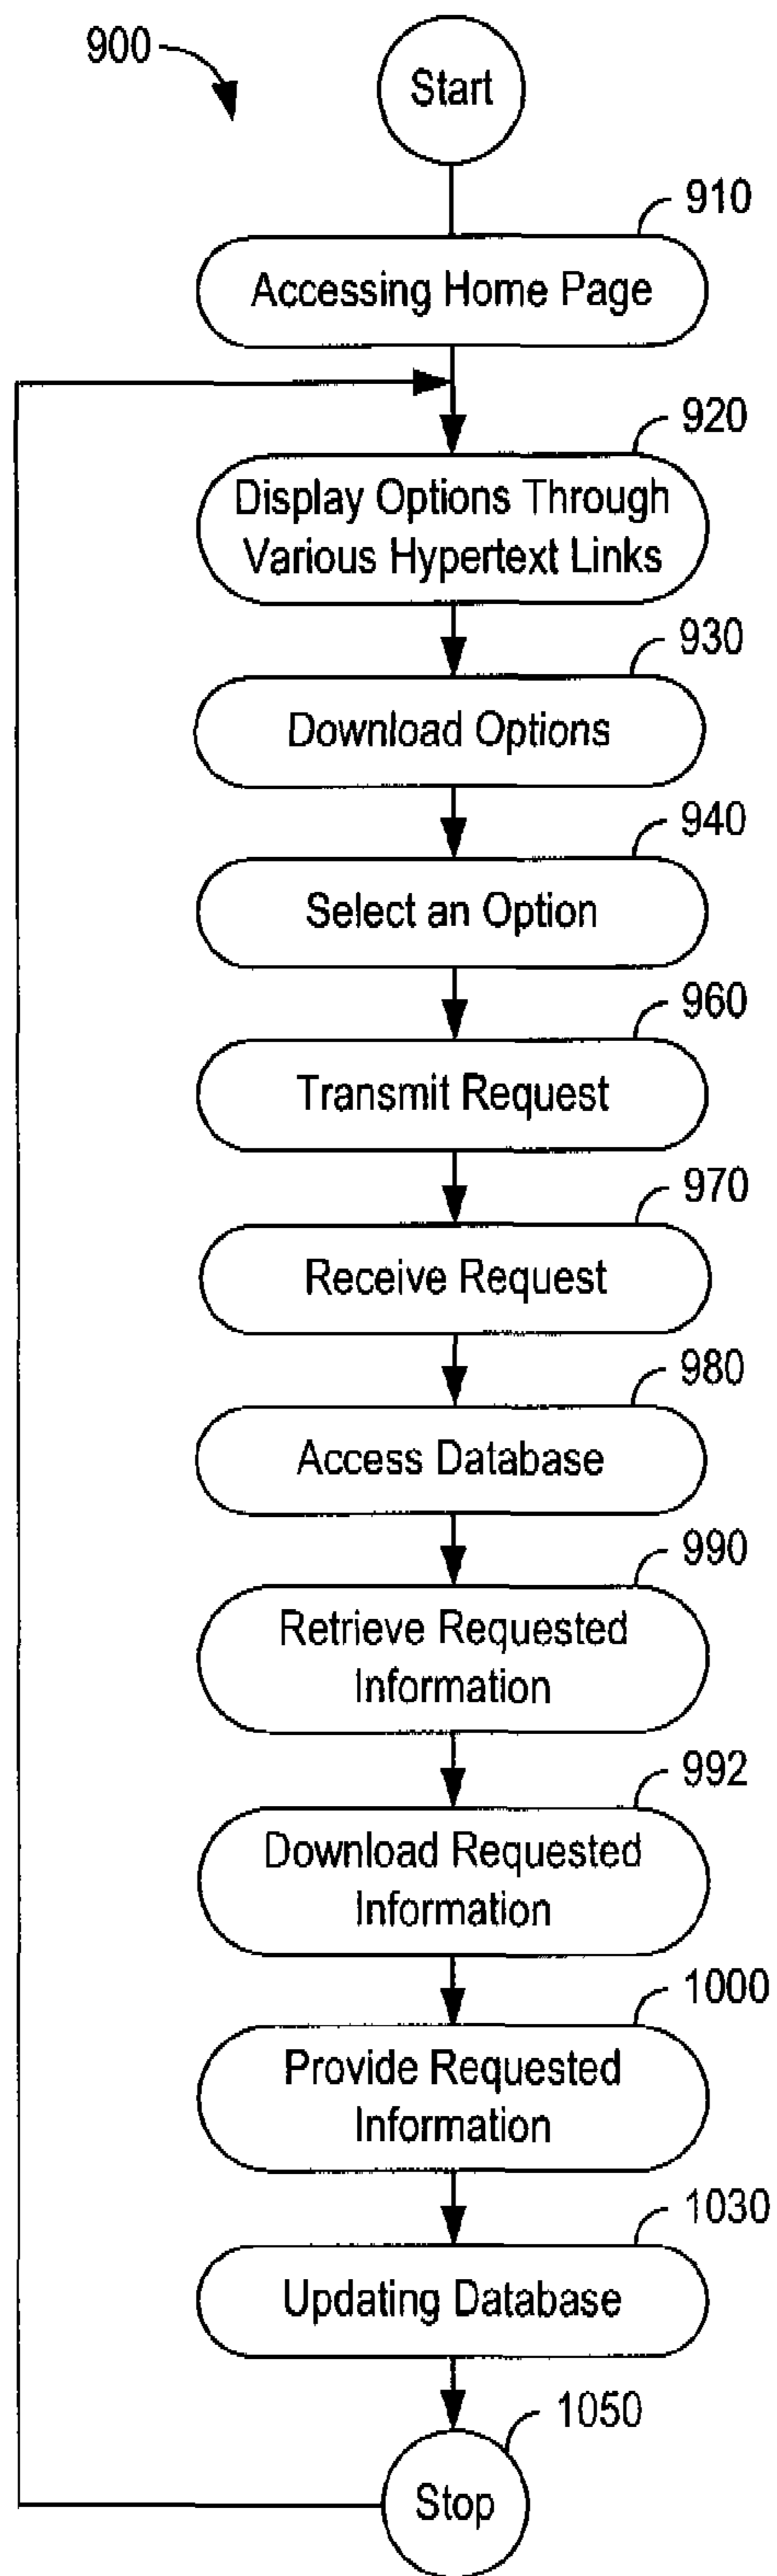 900
Start
910
Accessing Home Page
920
Display Options Through
Various Hypertext Links
930
Download Options
940
Select an Option
960
Transmit Request
970
Receive Request
980
Access Database
990
Retrieve Requested
Information
992
Download Requested
Information
1000
Provide Requested
Information
1030
Updating Database
1050
Stop